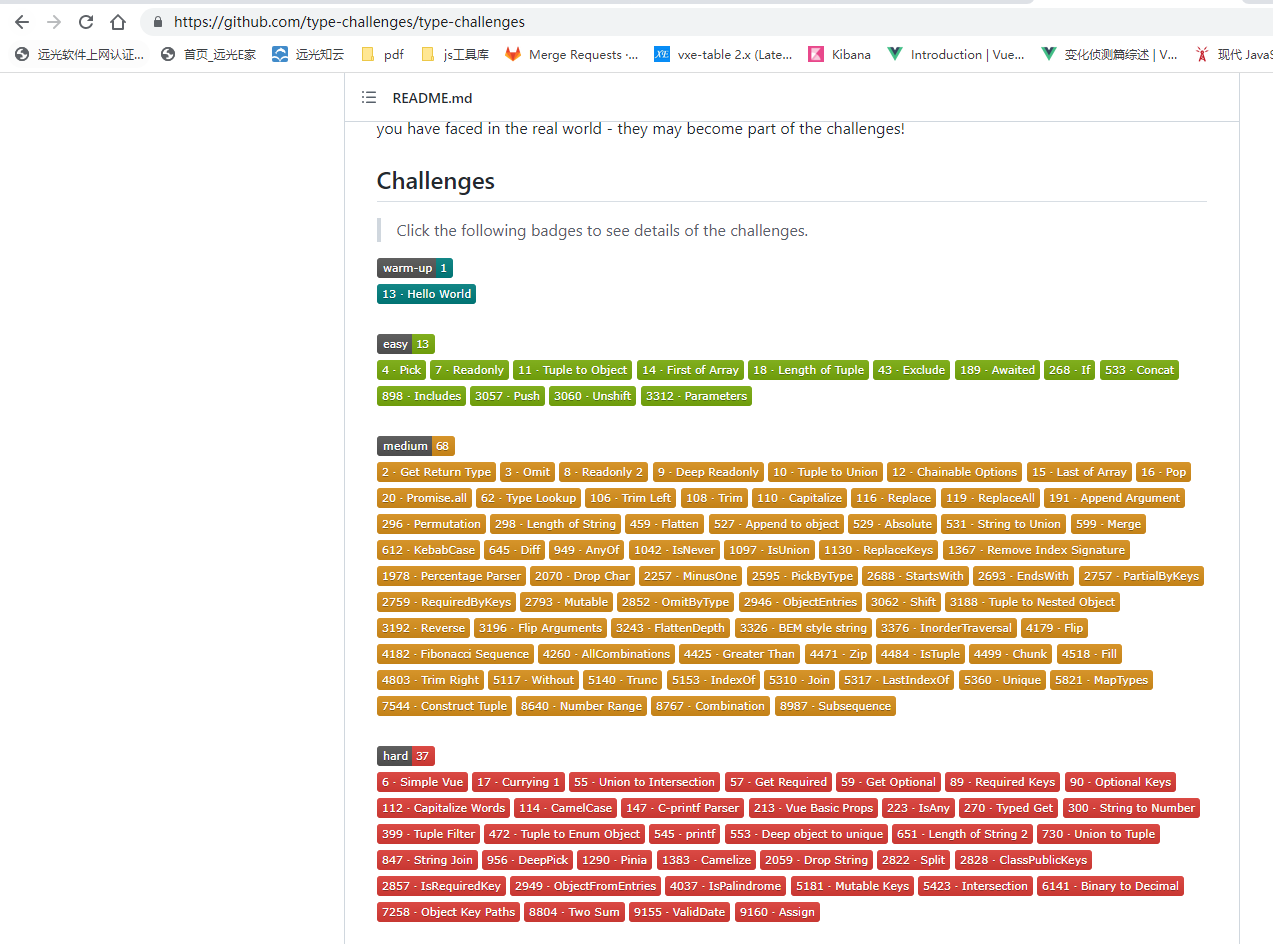 https://github.com/type-challenges/type-challenges
远光软件上网认证... 首页_远光E家 远光知云 pdf js工具库 Merge Requests ·... XE vxe-table 2.x (Late... Kibana Introduction | Vue... 变化侦测篇综述 | V... 现代 JavaS
README.md
you have faced in the real world - they may become part of the challenges!
Challenges
Click the following badges to see details of the challenges.
warm-up 1
13・Hello World
easy 13
4・Pick 7・Readonly 11・Tuple to Object 14・First of Array 18・Length of Tuple 43・Exclude 189・Awaited 268・If 533・Concat
898・Includes 3057・Push 3060・Unshift 3312・Parameters
medium 68
2・Get Return Type 3・Omit 8・Readonly 2 9・Deep Readonly 10・Tuple to Union 12・Chainable Options 15・Last of Array 16・Pop
20・Promise.all 62・Type Lookup 106・Trim Left 108・Trim 110・Capitalize 116・Replace 119・ReplaceAll 191・Append Argument
296・Permutation 298・Length of String 459・Flatten 527・Append to object 529・Absolute 531・String to Union 599・Merge
612・KebabCase 645・Diff 949・AnyOf 1042・IsNever 1097・IsUnion 1130・ReplaceKeys 1367・Remove Index Signature
1978・Percentage Parser 2070・Drop Char 2257・MinusOne 2595・PickByType 2688・StartsWith 2693・EndsWith 2757・PartialByKeys
2759・RequiredByKeys 2793・Mutable 2852・OmitByType 2946・ObjectEntries 3062・Shift 3188・Tuple to Nested Object
3192・Reverse 3196・Flip Arguments 3243・FlattenDepth 3326・BEM style string 3376・InorderTraversal 4179・Flip
4182・Fibonacci Sequence 4260・AllCombinations 4425・Greater Than 4471・Zip 4484・IsTuple 4499・Chunk 4518・Fill
4803・Trim Right 5117・Without 5140・Trunc 5153・IndexOf 5310・Join 5317・LastIndexOf 5360・Unique 5821・MapTypes
7544・Construct Tuple 8640・Number Range 8767・Combination 8987・Subsequence
hard 37
6・Simple Vue 17・Currying 1 55・Union to Intersection 57・Get Required 59・Get Optional 89・Required Keys 90・Optional Keys
112・Capitalize Words 114・CamelCase 147・C-printf Parser 213・Vue Basic Props 223・IsAny 270・Typed Get 300・String to Number
399・Tuple Filter 472・Tuple to Enum Object 545・printf 553・Deep object to unique 651・Length of String 2 730・Union to Tuple
847・String Join 956・DeepPick 1290・Pinia 1383・Camelize 2059・Drop String 2822・Split 2828・ClassPublicKeys
2857・IsRequiredKey 2949・ObjectFromEntries 4037・IsPalindrome 5181・Mutable Keys 5423・Intersection 6141・Binary to Decimal
7258・Object Key Paths 8804・Two Sum 9155・ValidDate 9160・Assign